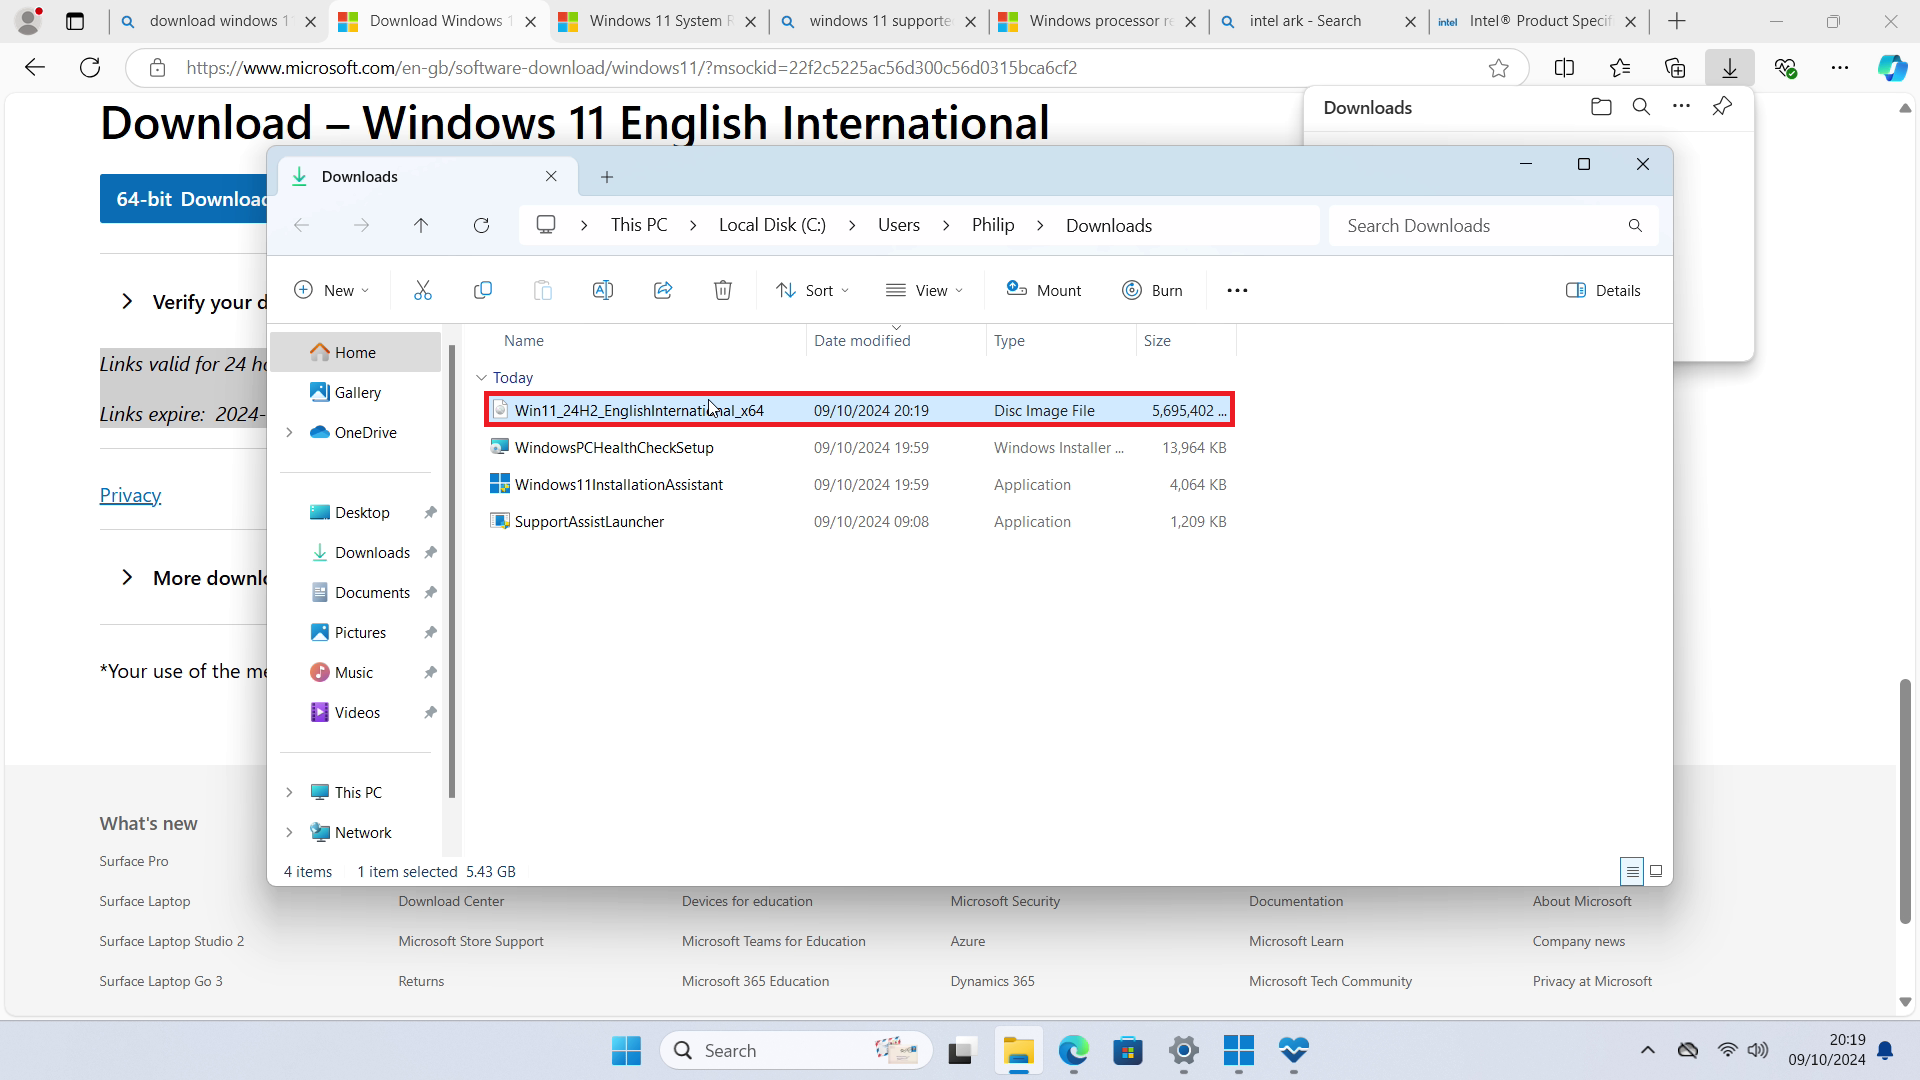 download windows 1
Download Windows 1
Windows 11 System R
windows 11 supporte
Windows processor re
intel ark - Search
intel
Intel® Product Specif
https://www.microsoft.com/en-gb/software-download/windows11/?msockid=22f2c5225ac56d300c56d0315bca6cf2
Download – Windows 11 English International
Downloads
64-bit Download
Downloads
This PC
Local Disk (C:)
Users
Philip
Downloads
Search Downloads
New
Sort
View
Mount
Burn
Details
Verify your d
Links valid for 24 ho
Links expire: 2024-
Privacy
More downlo
*Your use of the me
Home
Gallery
OneDrive
Desktop
Downloads
Documents
Pictures
Music
Videos
This PC
Network
Name Date modified Type Size
Today
Win11_24H2_EnglishInternational_x64 09/10/2024 20:19 Disc Image File 5,695,402 ...
WindowsPCHealthCheckSetup 09/10/2024 19:59 Windows Installer ... 13,964 KB
Windows11InstallationAssistant 09/10/2024 19:59 Application 4,064 KB
SupportAssistLauncher 09/10/2024 09:08 Application 1,209 KB
4 items 1 item selected 5.43 GB
What's new
Surface Pro
Surface Laptop Download Center Devices for education Microsoft Security Documentation About Microsoft
Surface Laptop Studio 2 Microsoft Store Support Microsoft Teams for Education Azure Microsoft Learn Company news
Surface Laptop Go 3 Returns Microsoft 365 Education Dynamics 365 Microsoft Tech Community Privacy at Microsoft
Search
20:19
09/10/2024